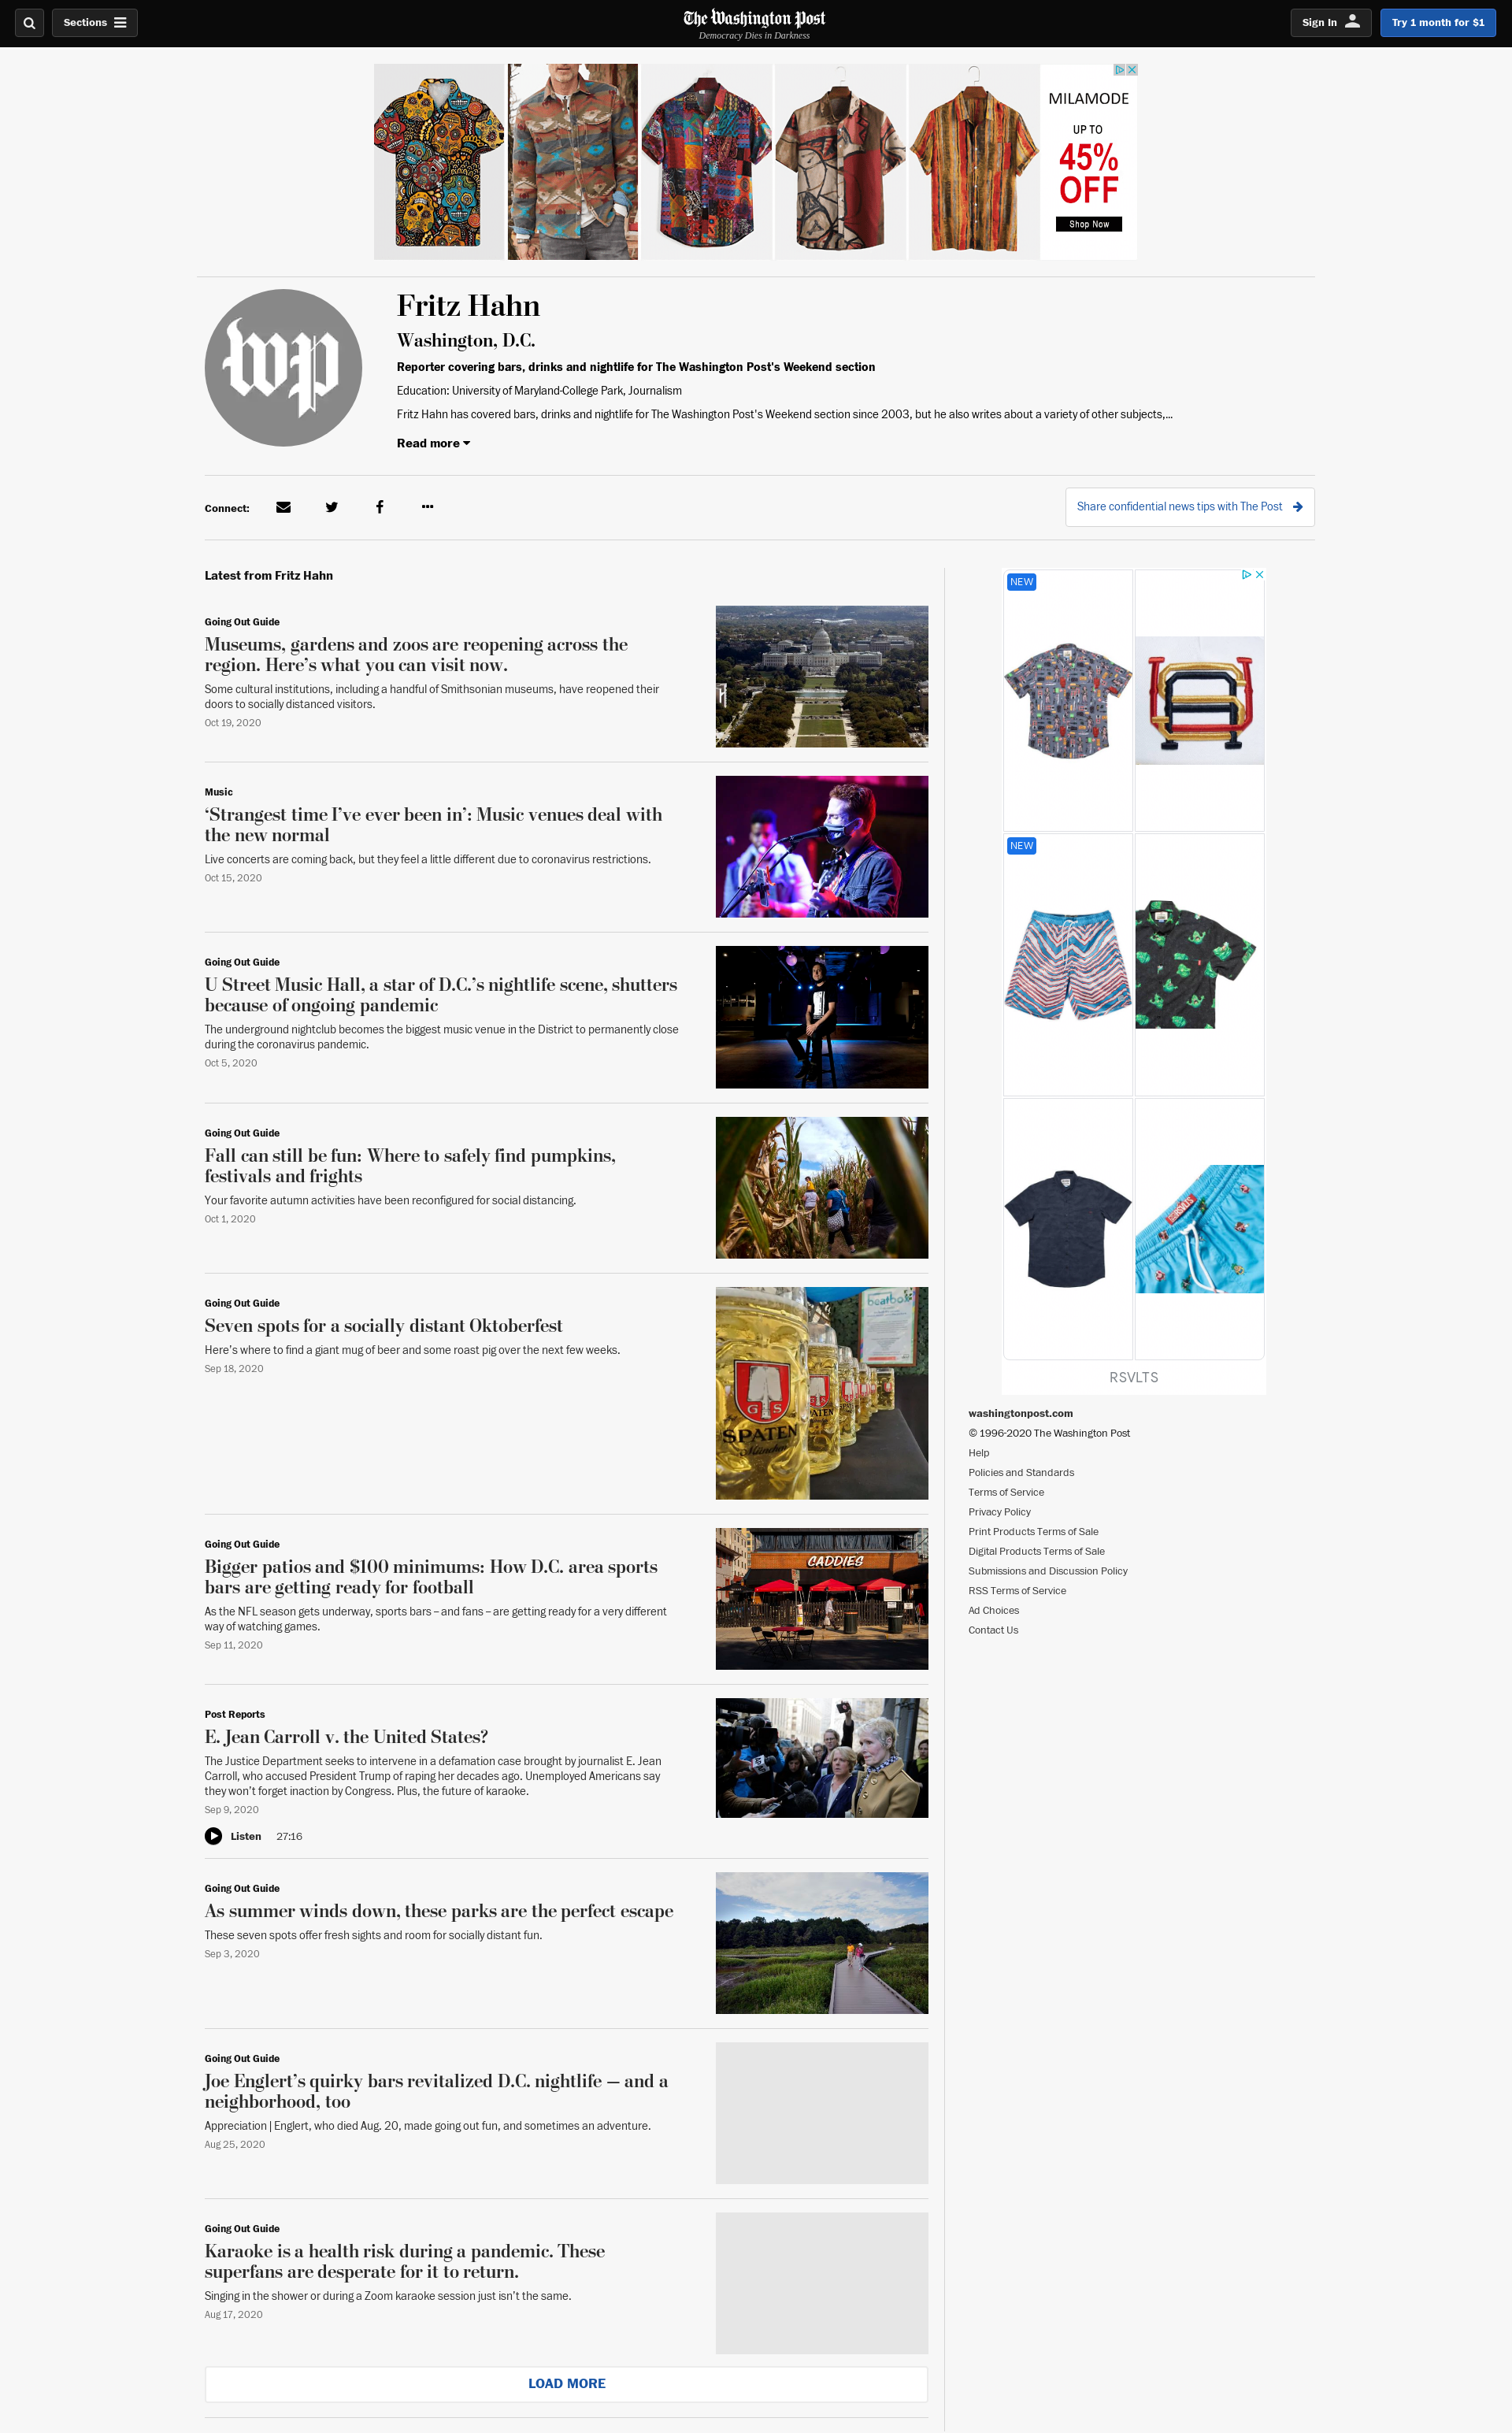 Sections
The Washington Post
Democracy Dies in Darkness
Sign In
Try 1 month for $1
MILAMODE
UP TO
45%
OFF
Shop Now
wp
Fritz Hahn
Washington, D.C.
Reporter covering bars, drinks and nightlife for The Washington Post's Weekend section
Education: University of Maryland-College Park, Journalism
Fritz Hahn has covered bars, drinks and nightlife for The Washington Post's Weekend section since 2003, but he also writes about a variety of other subjects,...
Read more
Connect:
Share confidential news tips with The Post
Latest from Fritz Hahn
Going Out Guide
Museums, gardens and zoos are reopening across the
region. Here’s what you can visit now.
Some cultural institutions, including a handful of Smithsonian museums, have reopened their
doors to socially distanced visitors.
Oct 19, 2020
Music
‘Strangest time I’ve ever been in’: Music venues deal with
the new normal
Live concerts are coming back, but they feel a little different due to coronavirus restrictions.
Oct 15, 2020
Going Out Guide
U Street Music Hall, a star of D.C.’s nightlife scene, shutters
because of ongoing pandemic
The underground nightclub becomes the biggest music venue in the District to permanently close
during the coronavirus pandemic.
Oct 5, 2020
Going Out Guide
Fall can still be fun: Where to safely find pumpkins,
festivals and frights
Your favorite autumn activities have been reconfigured for social distancing.
Oct 1, 2020
Going Out Guide
Seven spots for a socially distant Oktoberfest
Here’s where to find a giant mug of beer and some roast pig over the next few weeks.
Sep 18, 2020
beatbox
G S
SPATEN
München
Going Out Guide
Bigger patios and $100 minimums: How D.C. area sports
bars are getting ready for football
As the NFL season gets underway, sports bars – and fans – are getting ready for a very different
way of watching games.
Sep 11, 2020
CADDIES
Post Reports
E. Jean Carroll v. the United States?
The Justice Department seeks to intervene in a defamation case brought by journalist E. Jean
Carroll, who accused President Trump of raping her decades ago. Unemployed Americans say
they won’t forget inaction by Congress. Plus, the future of karaoke.
Sep 9, 2020
Listen 27:16
Going Out Guide
As summer winds down, these parks are the perfect escape
These seven spots offer fresh sights and room for socially distant fun.
Sep 3, 2020
Going Out Guide
Joe Englert’s quirky bars revitalized D.C. nightlife — and a
neighborhood, too
Appreciation | Englert, who died Aug. 20, made going out fun, and sometimes an adventure.
Aug 25, 2020
Going Out Guide
Karaoke is a health risk during a pandemic. These
superfans are desperate for it to return.
Singing in the shower or during a Zoom karaoke session just isn’t the same.
Aug 17, 2020
LOAD MORE
NEW
NEW
RSVLTS
RSVLTS
washingtonpost.com
© 1996-2020 The Washington Post
Help
Policies and Standards
Terms of Service
Privacy Policy
Print Products Terms of Sale
Digital Products Terms of Sale
Submissions and Discussion Policy
RSS Terms of Service
Ad Choices
Contact Us